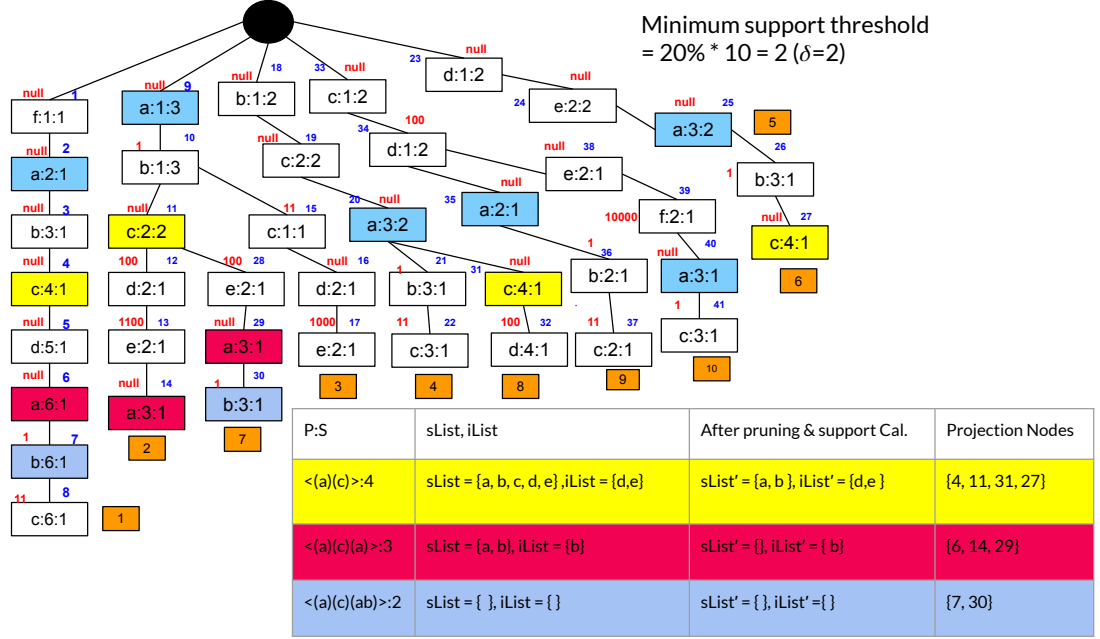 Minimum support threshold
= 20% * 10 = 2 (δ=2)
null 1
f:1:1
null 2
a:2:1
null 3
b:3:1
null 4
c:4:1
null 5
d:5:1
null 6
a:6:1
1 7
b:6:1
11 8
c:6:1
1
null 9
a:1:3
1 10
b:1:3
null 11
c:2:2
100 12
d:2:1
1100 13
e:2:1
null 14
a:3:1
2
100 28
e:2:1
null 29
a:3:1
1 30
b:3:1
7
11 15
c:1:1
null 16
d:2:1
1000 17
e:2:1
3
null 18
b:1:2
null 19
c:2:2
20 null
a:3:2
1 21
b:3:1
11 22
c:3:1
4
31 null
c:4:1
100 32
d:4:1
8
33 null
c:1:2
34 100
d:1:2
35 null
a:2:1
1 36
b:2:1
11 37
c:2:1
9
null 38
e:2:1
10000 39
f:2:1
null 40
a:3:1
1 41
c:3:1
10
23 null
d:1:2
24 null
e:2:2
null 25
a:3:2
5
1 26
b:3:1
null 27
c:4:1
6
P:S sList, iList After pruning & support Cal. Projection Nodes
<(a)(c)>:4 sList = {a, b, c, d, e} ,iList = {d,e} sList' = {a, b }, iList' = {d,e } {4, 11, 31, 27}
<(a)(c)(a)>:3 sList = {a, b}, iList = {b} sList' = {}, iList' = { b} {6, 14, 29}
<(a)(c)(ab)>:2 sList = { }, iList = { } sList' = { }, iList' ={ } {7, 30}